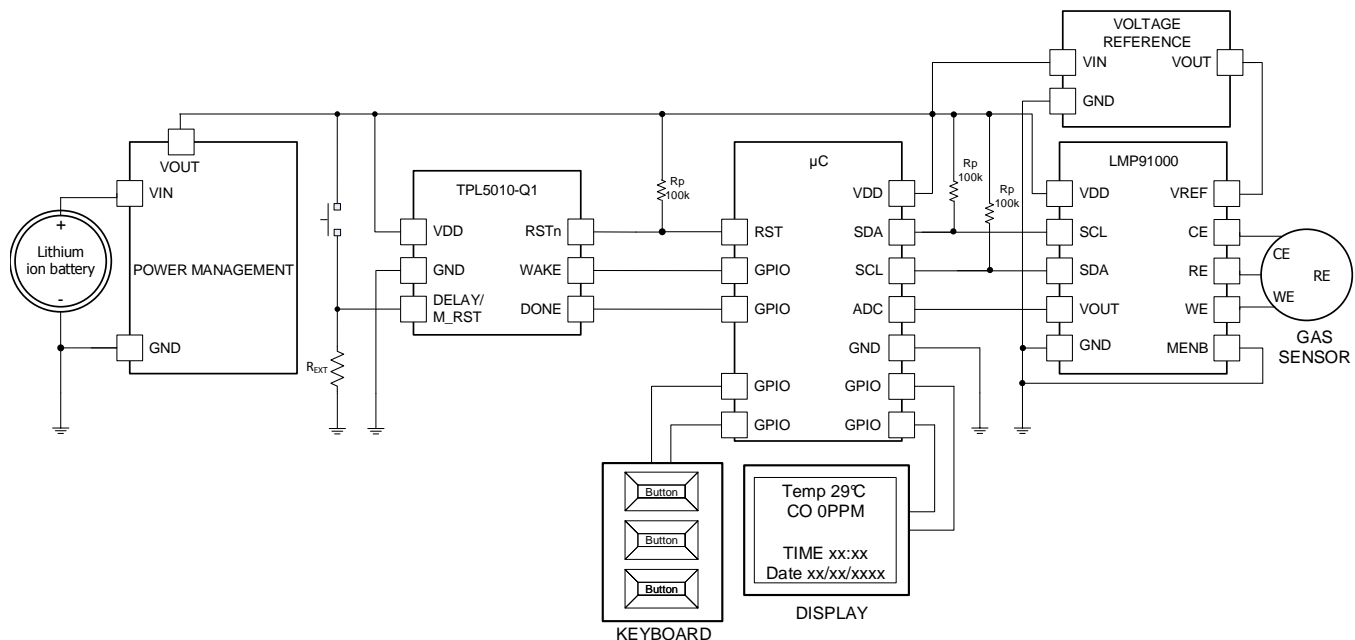 VOLTAGE
REFERENCE
VIN
VOUT
GND
VOUT
VIN
+
Lithium
ion battery
-
POWER MANAGEMENT
GND
REXT
TPL5010-Q1
VDD
RSTn
GND
WAKE
DELAY/
M_RST
DONE
Rp
100k
µC
VDD
RST
SDA
GPIO
SCL
GPIO
ADC
GND
GPIO
GPIO
GPIO
GPIO
Rp
100k
Rp
100k
LMP91000
VDD
VREF
SCL
CE
SDA
RE
VOUT
WE
GND
MENB
CE
RE
WE
GAS
SENSOR
Button
Button
Button
KEYBOARD
Temp 29°C
CO 0PPM
TIME xx:xx
Date xx/xx/xxxx
DISPLAY